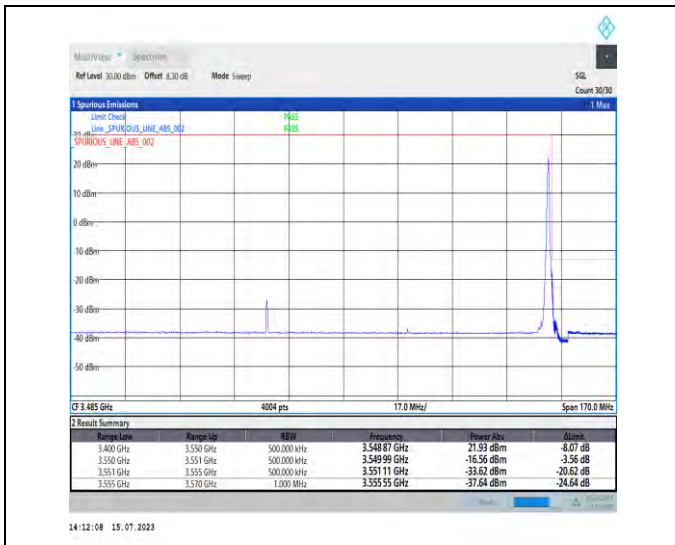 MultiView Spectrum
Ref Level 30.00 dBm Offset 8.30 dB Mode Sweep SGL
Count 30/30
1 Spurious Emissions 1 Max
Limit Check PASS
Line _SPURIOUS_LINE_ABS_002 PASS
SPURIOUS_LINE_ABS_002
20 dBm
10 dBm
0 dBm
-10 dBm
-20 dBm
-30 dBm
-40 dBm
-50 dBm
CF 3.485 GHz 4004 pts 17.0 MHz/ Span 170.0 MHz
2 Result Summary
Range Low Range Up RBW Frequency Power Abs ΔLimit
3.400 GHz 3.550 GHz 500.000 kHz 3.548 87 GHz 21.93 dBm -8.07 dB
3.550 GHz 3.551 GHz 500.000 kHz 3.549 99 GHz -16.56 dBm -3.56 dB
3.551 GHz 3.555 GHz 500.000 kHz 3.551 11 GHz -33.62 dBm -20.62 dB
3.555 GHz 3.570 GHz 1.000 MHz 3.555 55 GHz -37.64 dBm -24.64 dB
14:12:08 15.07.2023